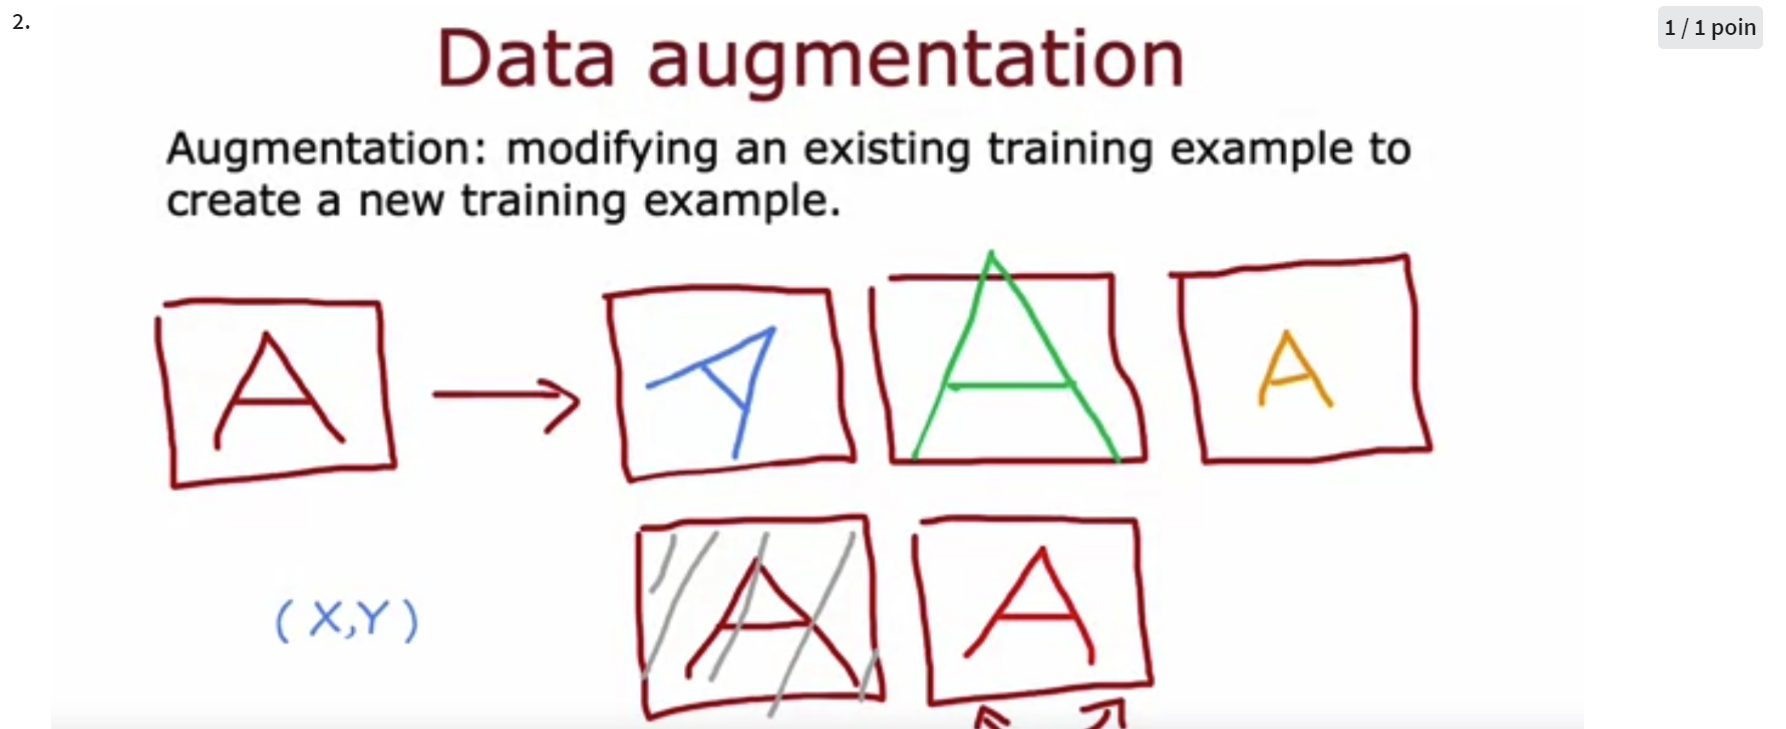 2.
1 / 1 poin
Data augmentation
Augmentation: modifying an existing training example to
create a new training example.
A
A
A
A
(X,Y)
A
A